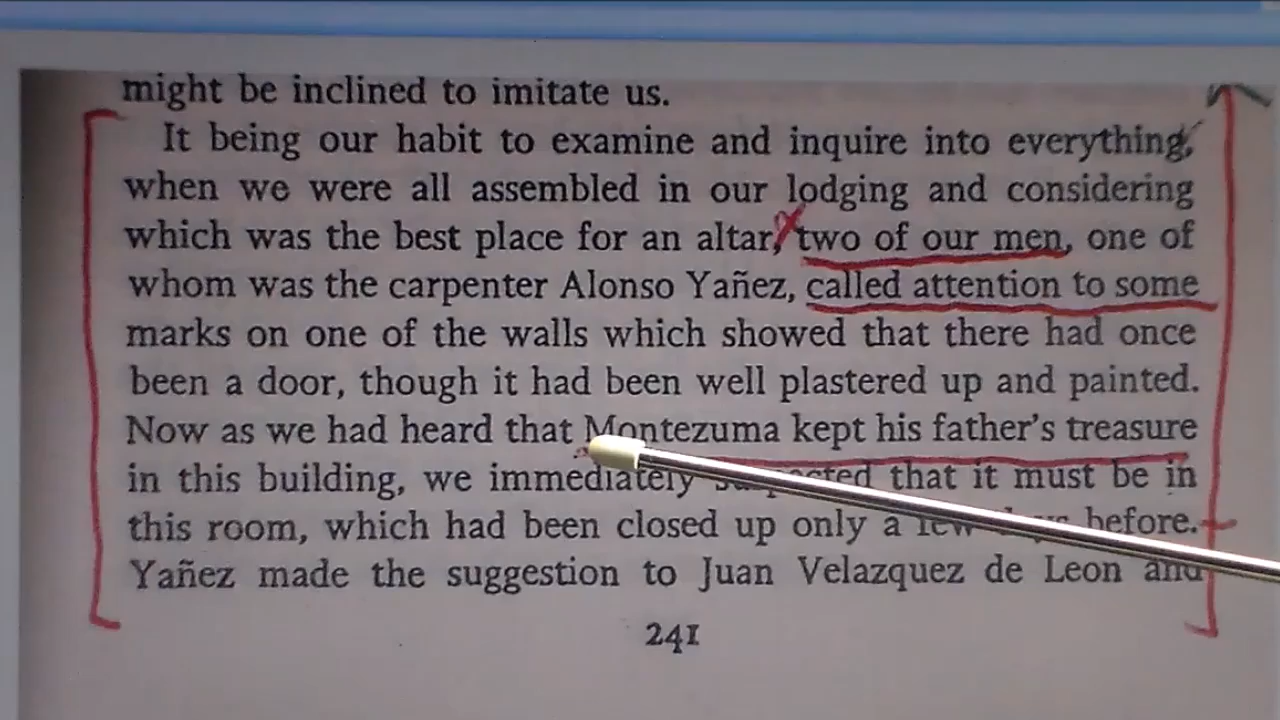 might be inclined to imitate us.
It being our habit to examine and inquire into everything,
when we were all assembled in our lodging and considering
which was the best place for an altar, two of our men, one of
whom was the carpenter Alonso Yañez, called attention to some
marks on one of the walls which showed that there had once
been a door, though it had been well plastered up and painted.
Now as we had heard that Montezuma kept his father's treasure
in this building, we immediately suspected that it must be in
this room, which had been closed up only a few days before.
Yañez made the suggestion to Juan Velazquez de Leon and
241